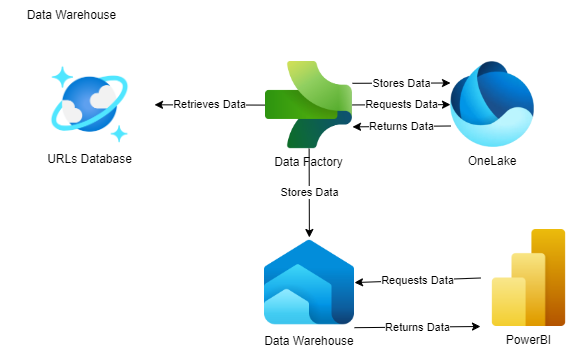 Data Warehouse
Stores Data
Retrieves Data
Requests Data
Returns Data
URLs Database
Data Factory
OneLake
Stores Data
Requests Data
Returns Data
Data Warehouse
PowerBI